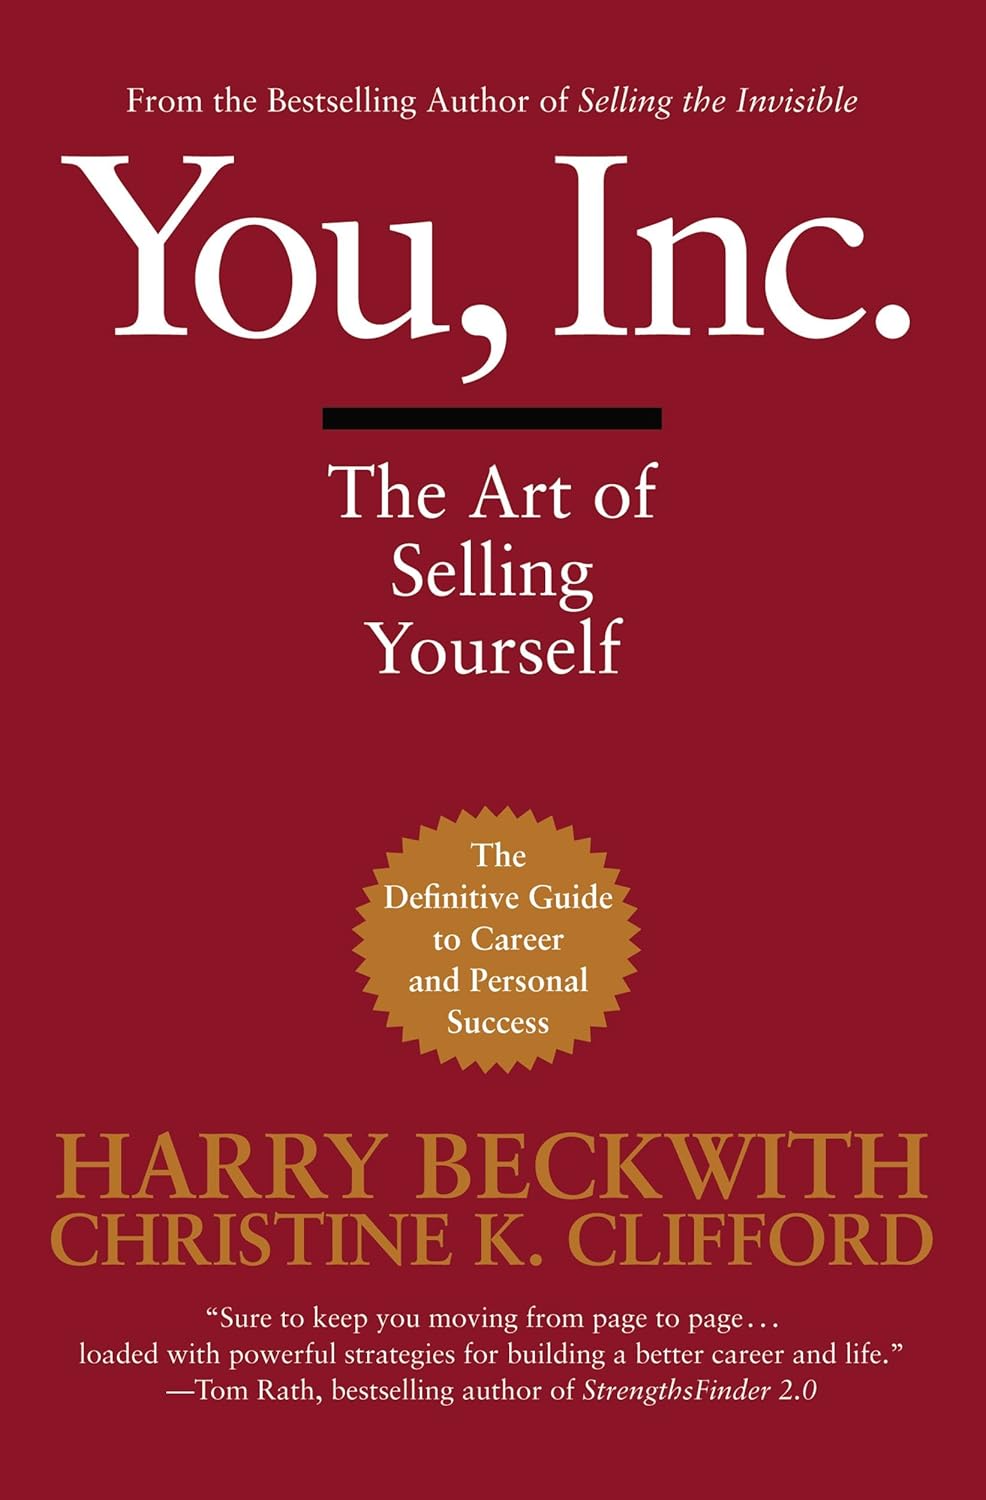 From the Bestselling Author of Selling the Invisible
You, Inc.
The Art of
Selling
Yourself
The
Definitive Guide
to Career
and Personal
Success
HARRY BECKWITH
CHRISTINE K. CLIFFORD
“Sure to keep you moving from page to page...
loaded with powerful strategies for building a better career and life.”
—Tom Rath, bestselling author of StrengthsFinder 2.0